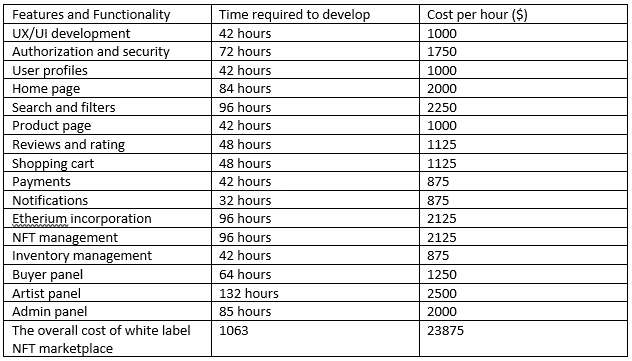 Features and Functionality Time required to develop Cost per hour ($)
UX/UI development 42 hours 1000
Authorization and security 72 hours 1750
User profiles 42 hours 1000
Home page 84 hours 2000
Search and filters 96 hours 2250
Product page 42 hours 1000
Reviews and rating 48 hours 1125
Shopping cart 48 hours 1125
Payments 42 hours 875
Notifications 32 hours 875
Etherium incorporation 96 hours 2125
NFT management 96 hours 2125
Inventory management 42 hours 875
Buyer panel 64 hours 1250
Artist panel 132 hours 2500
Admin panel 85 hours 2000
The overall cost of white label 1063 23875
NFT marketplace